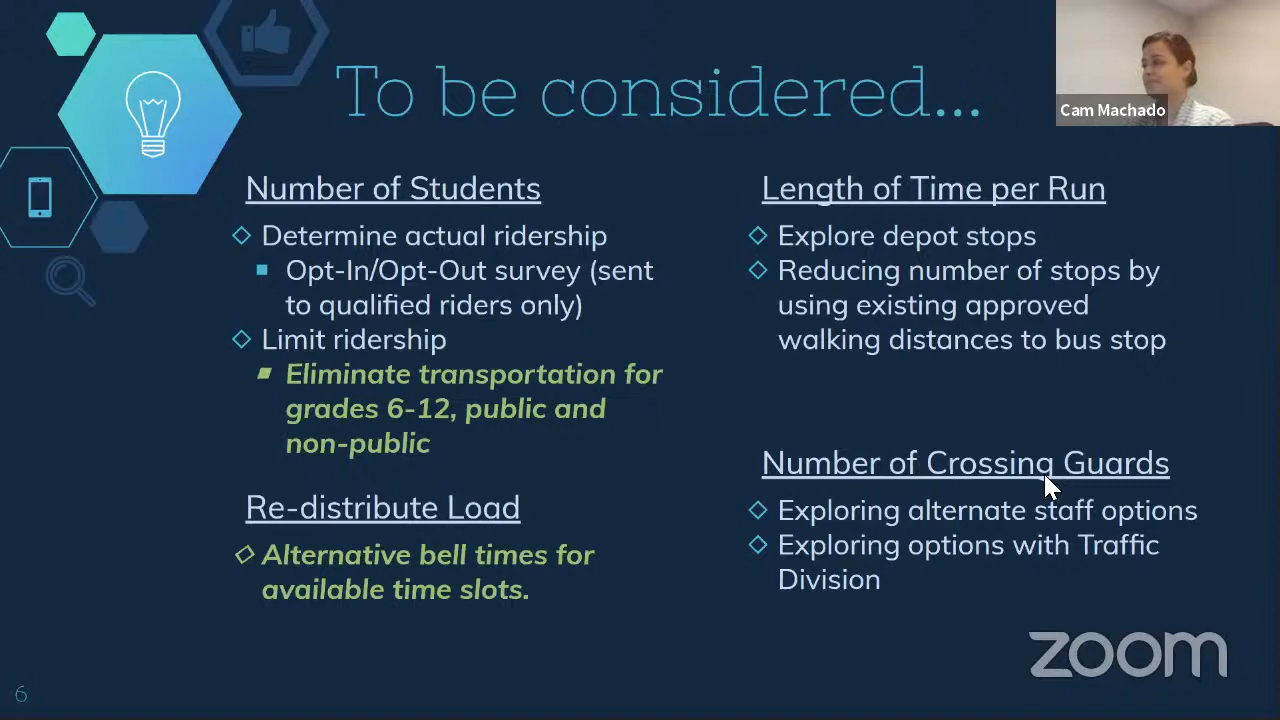 To be considered...
Cam Machado
Number of Students
Determine actual ridership
Opt-In/Opt-Out survey (sent
to qualified riders only)
Limit ridership
Eliminate transportation for
grades 6-12, public and
non-public
Re-distribute Load
Alternative bell times for
available time slots.
Length of Time per Run
Explore depot stops
Reducing number of stops by
using existing approved
walking distances to bus stop
Number of Crossing Guards
Exploring alternate staff options
Exploring options with Traffic
Division
zoom
6